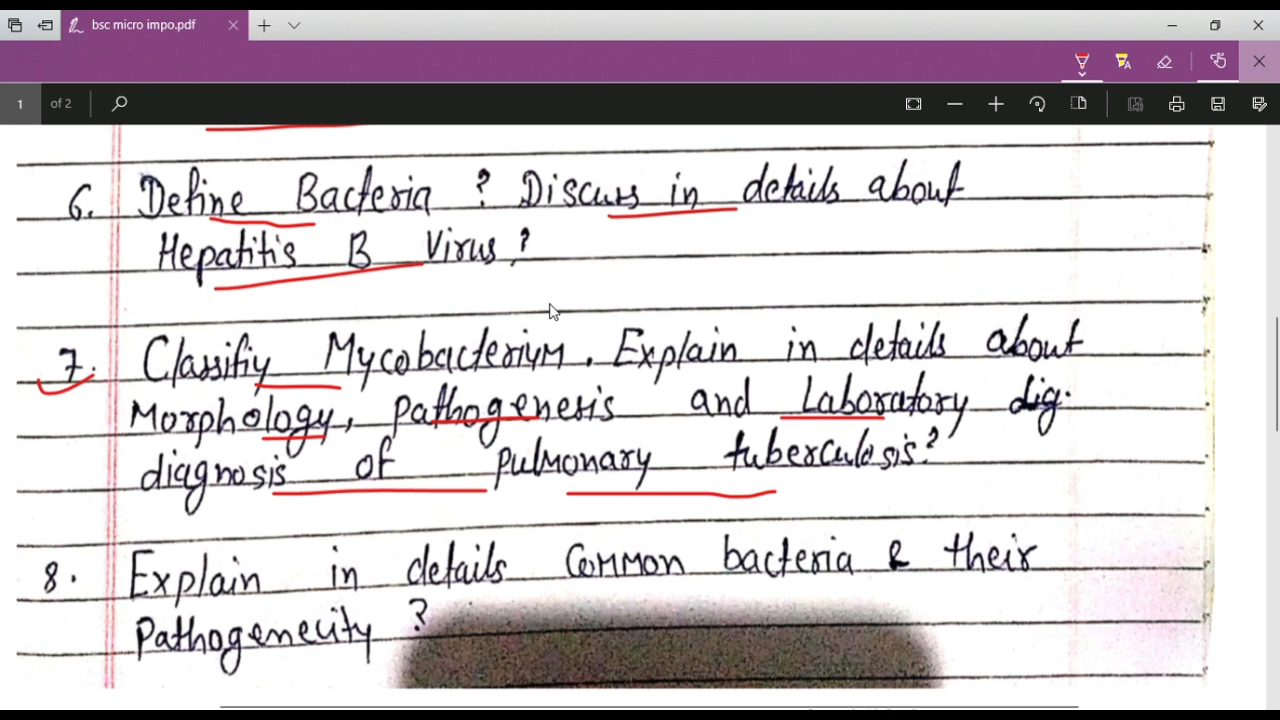 bsc micro impo.pdf
1 of 2
6. Define Bacteria ? Discuss in details about
Hepatitis B Virus?
7. Classifiy Mycobacterium. Explain in details about
Morphology, pathogenesis and Laboratory dig.
diagnosis of pulmonary tuberculosis?
8. Explain in details Common bacteria & their
Pathogenecity ?